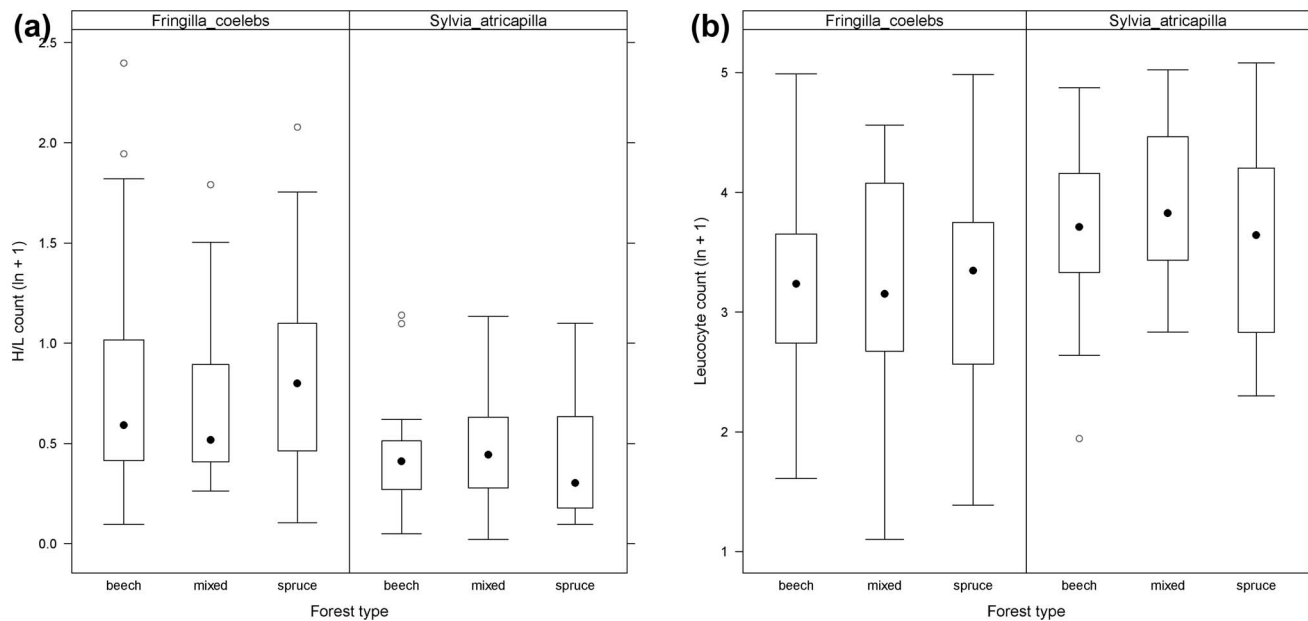 (a)
Fringilla_coelebs Sylvia_atricapilla
2.5
2.0
1.5
1.0
0.5
0.0
H/L count (ln + 1)
beech mixed spruce beech mixed spruce
Forest type
(b)
Fringilla_coelebs Sylvia_atricapilla
5
4
3
2
1
Leucocyte count (ln + 1)
beech mixed spruce beech mixed spruce
Forest type